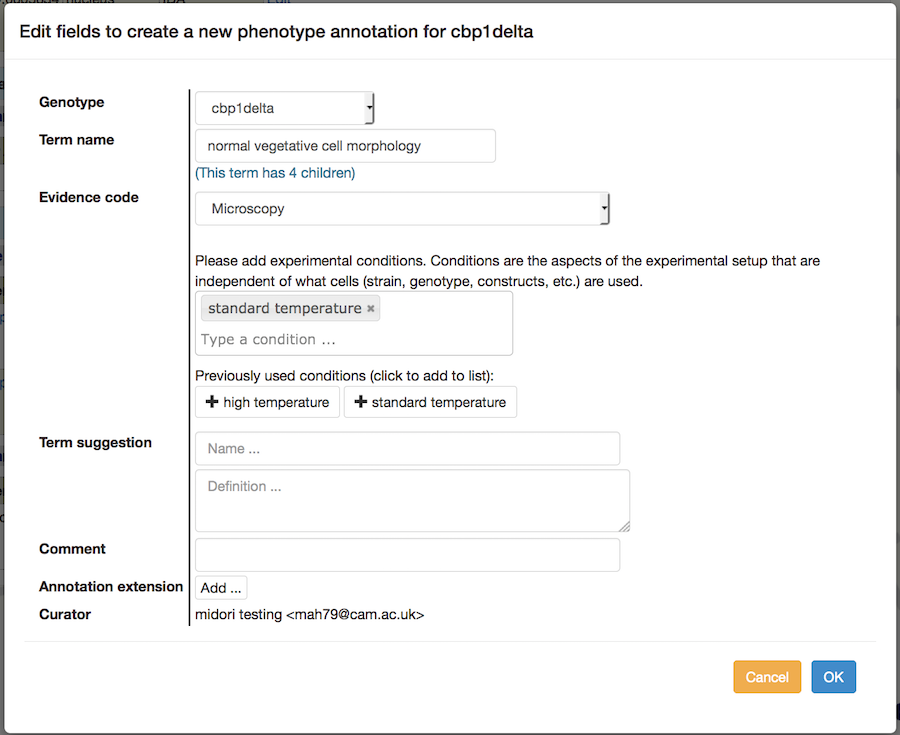 Edit fields to create a new phenotype annotation for cbp1delta
Genotype
cbp1delta
Term name
normal vegetative cell morphology
(This term has 4 children)
Evidence code
Microscopy
Please add experimental conditions. Conditions are the aspects of the experimental setup that are
independent of what cells (strain, genotype, constructs, etc.) are used.
standard temperature ×
Type a condition ...
Previously used conditions (click to add to list):
+ high temperature + standard temperature
Term suggestion
Name ...
Definition ...
Comment
Annotation extension Add ...
Curator midori testing <mah79@cam.ac.uk>
Cancel OK